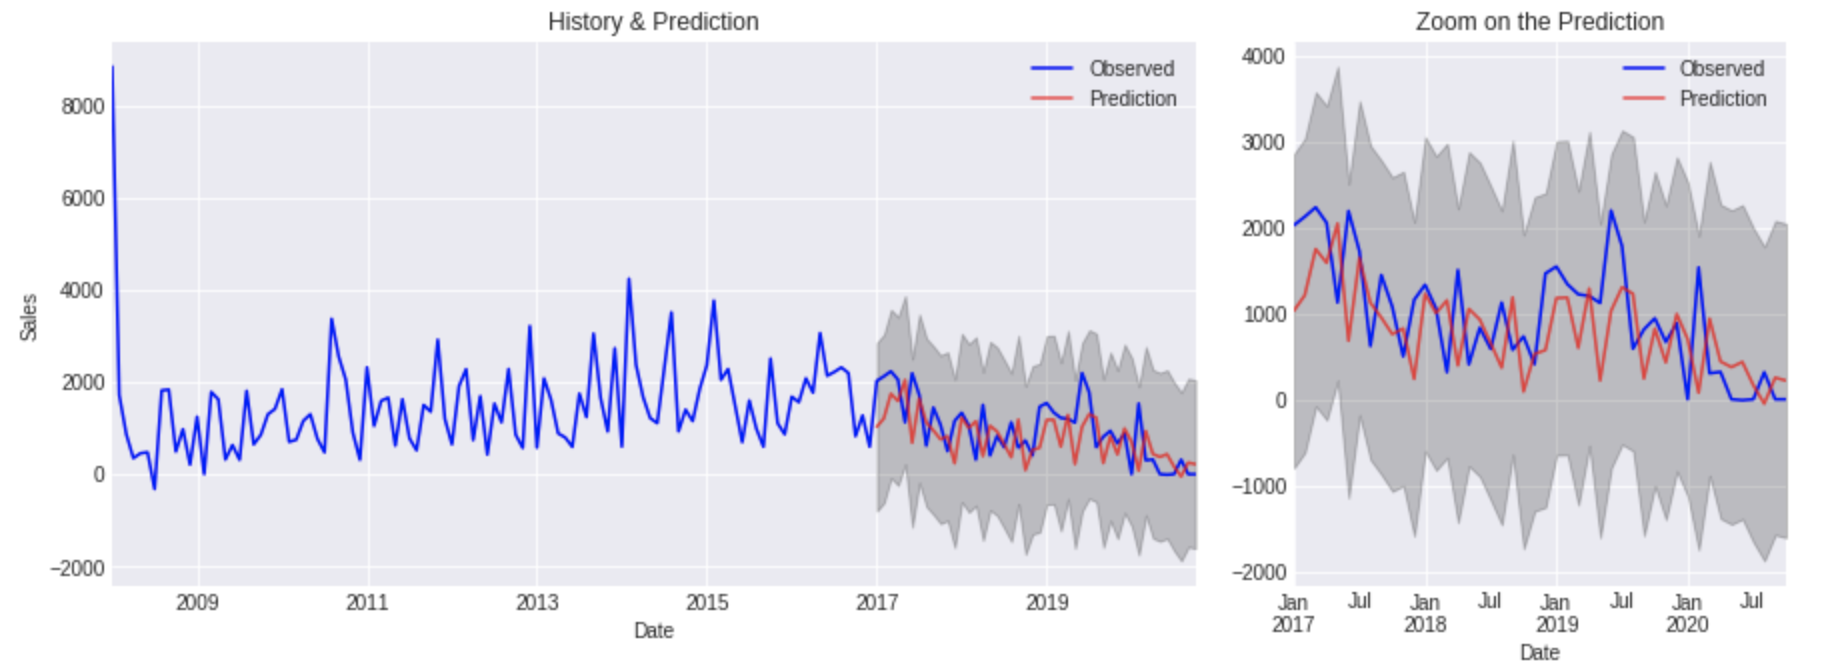 History & Prediction
Observed
Prediction
8000
6000
4000
2000
0
−2000
Sales
2009 2011 2013 2015 2017 2019
Date
Zoom on the Prediction
Observed
Prediction
4000
3000
2000
1000
0
−1000
−2000
Jan Jul Jan Jul Jan Jul Jan Jul
2017 2018 2019 2020
Date